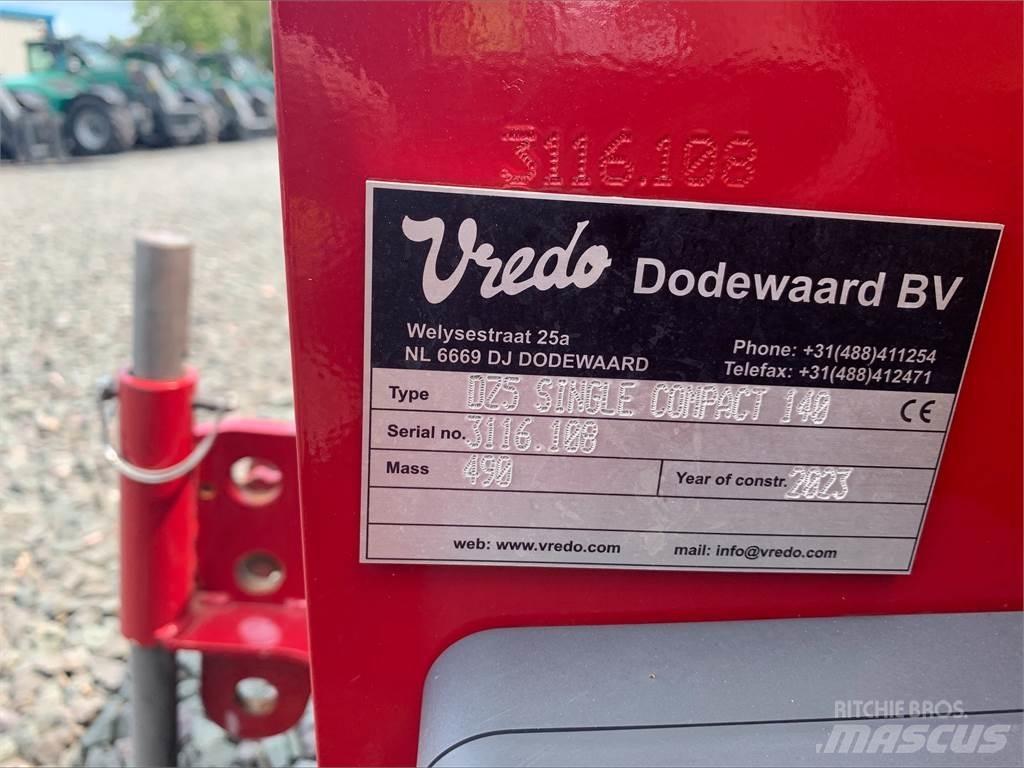 3116.108
Vredo Dodewaard BV
Welysestraat 25a
NL 6669 DJ DODEWAARD
Phone: +31(488)411254
Telefax: +31(488)412471
Type DZ5 SINGLE COMPACT 140 CE
Serial no. 3116.108
Mass 490 Year of constr. 2023
web: www.vredo.com mail: info@vredo.com
RITCHIE BROS.
MASCUS